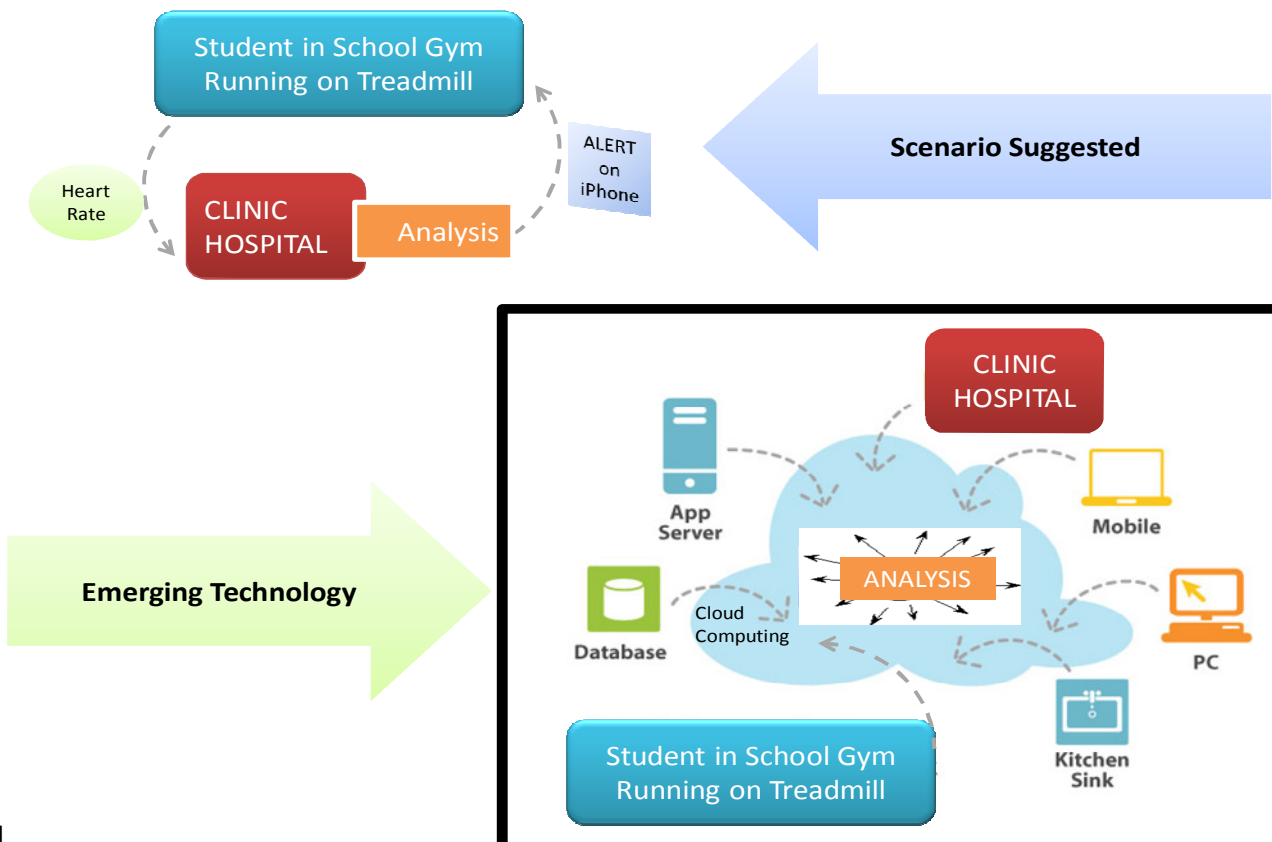 Student in School Gym
Running on Treadmill
Scenario Suggested
ALERT
on
iPhone
Heart
Rate
CLINIC
HOSPITAL
Analysis
CLINIC
HOSPITAL
App
Server
Mobile
Emerging Technology
ANALYSIS
Cloud
Computing
Database
PC
Student in School Gym
Running on Treadmill
Kitchen
Sink